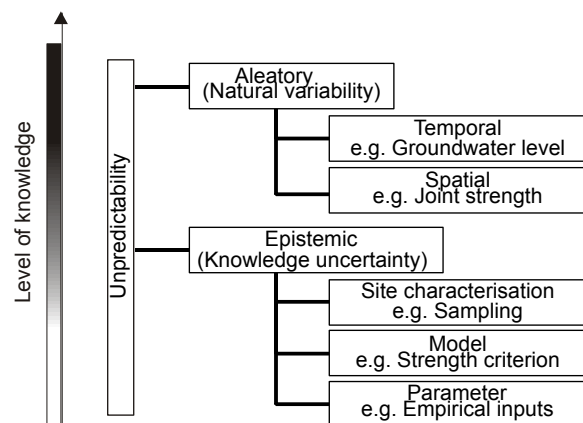 Level of knowledge
Unpredictability
Aleatory
(Natural variability)
Temporal
e.g. Groundwater level
Spatial
e.g. Joint strength
Epistemic
(Knowledge uncertainty)
Site characterisation
e.g. Sampling
Model
e.g. Strength criterion
Parameter
e.g. Empirical inputs